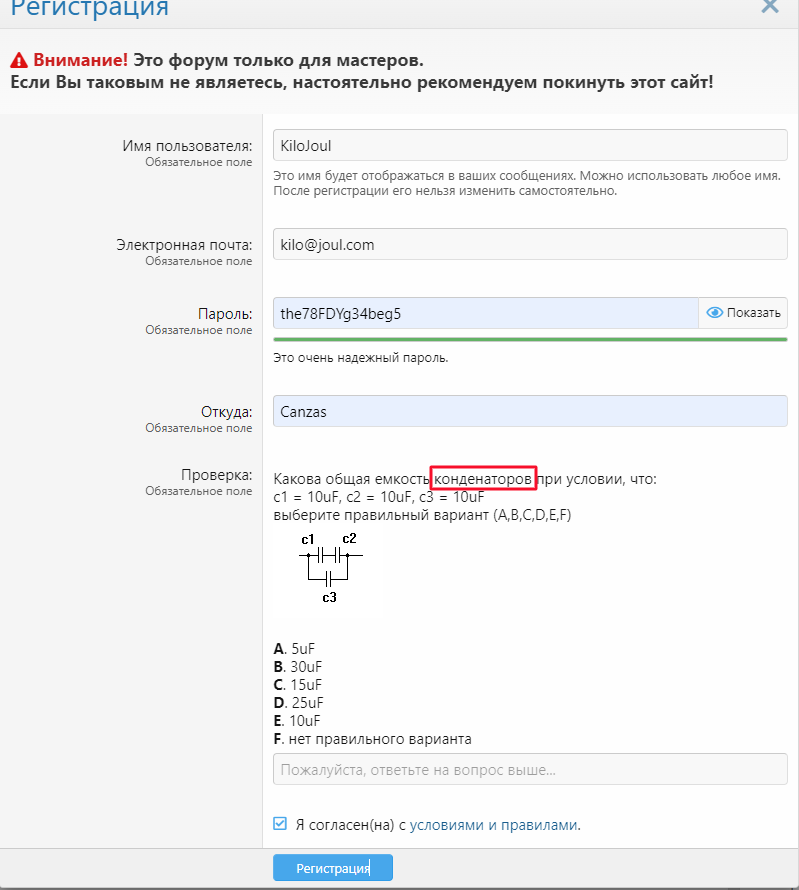 Регистрация
Внимание! Это форум только для мастеров.
Если Вы таковым не являетесь, настоятельно рекомендуем покинуть этот сайт!
Имя пользователя:
Обязательное поле
KiloJoul
Это имя будет отображаться в ваших сообщениях. Можно использовать любое имя.
После регистрации его нельзя изменить самостоятельно.
Электронная почта:
Обязательное поле
kilo@joul.com
Пароль:
Обязательное поле
the78FDYg34beg5
Показать
Это очень надежный пароль.
Откуда:
Обязательное поле
Canzas
Проверка:
Обязательное поле
Какова общая емкость конденаторов при условии, что:
c1 = 10uF, c2 = 10uF, c3 = 10uF
выберите правильный вариант (A,B,C,D,E,F)
c1 c2
c3
A. 5uF
B. 30uF
C. 15uF
D. 25uF
E. 10uF
F. нет правильного варианта
Пожалуйста, ответьте на вопрос выше...
Я согласен(на) с условиями и правилами.
Регистрация